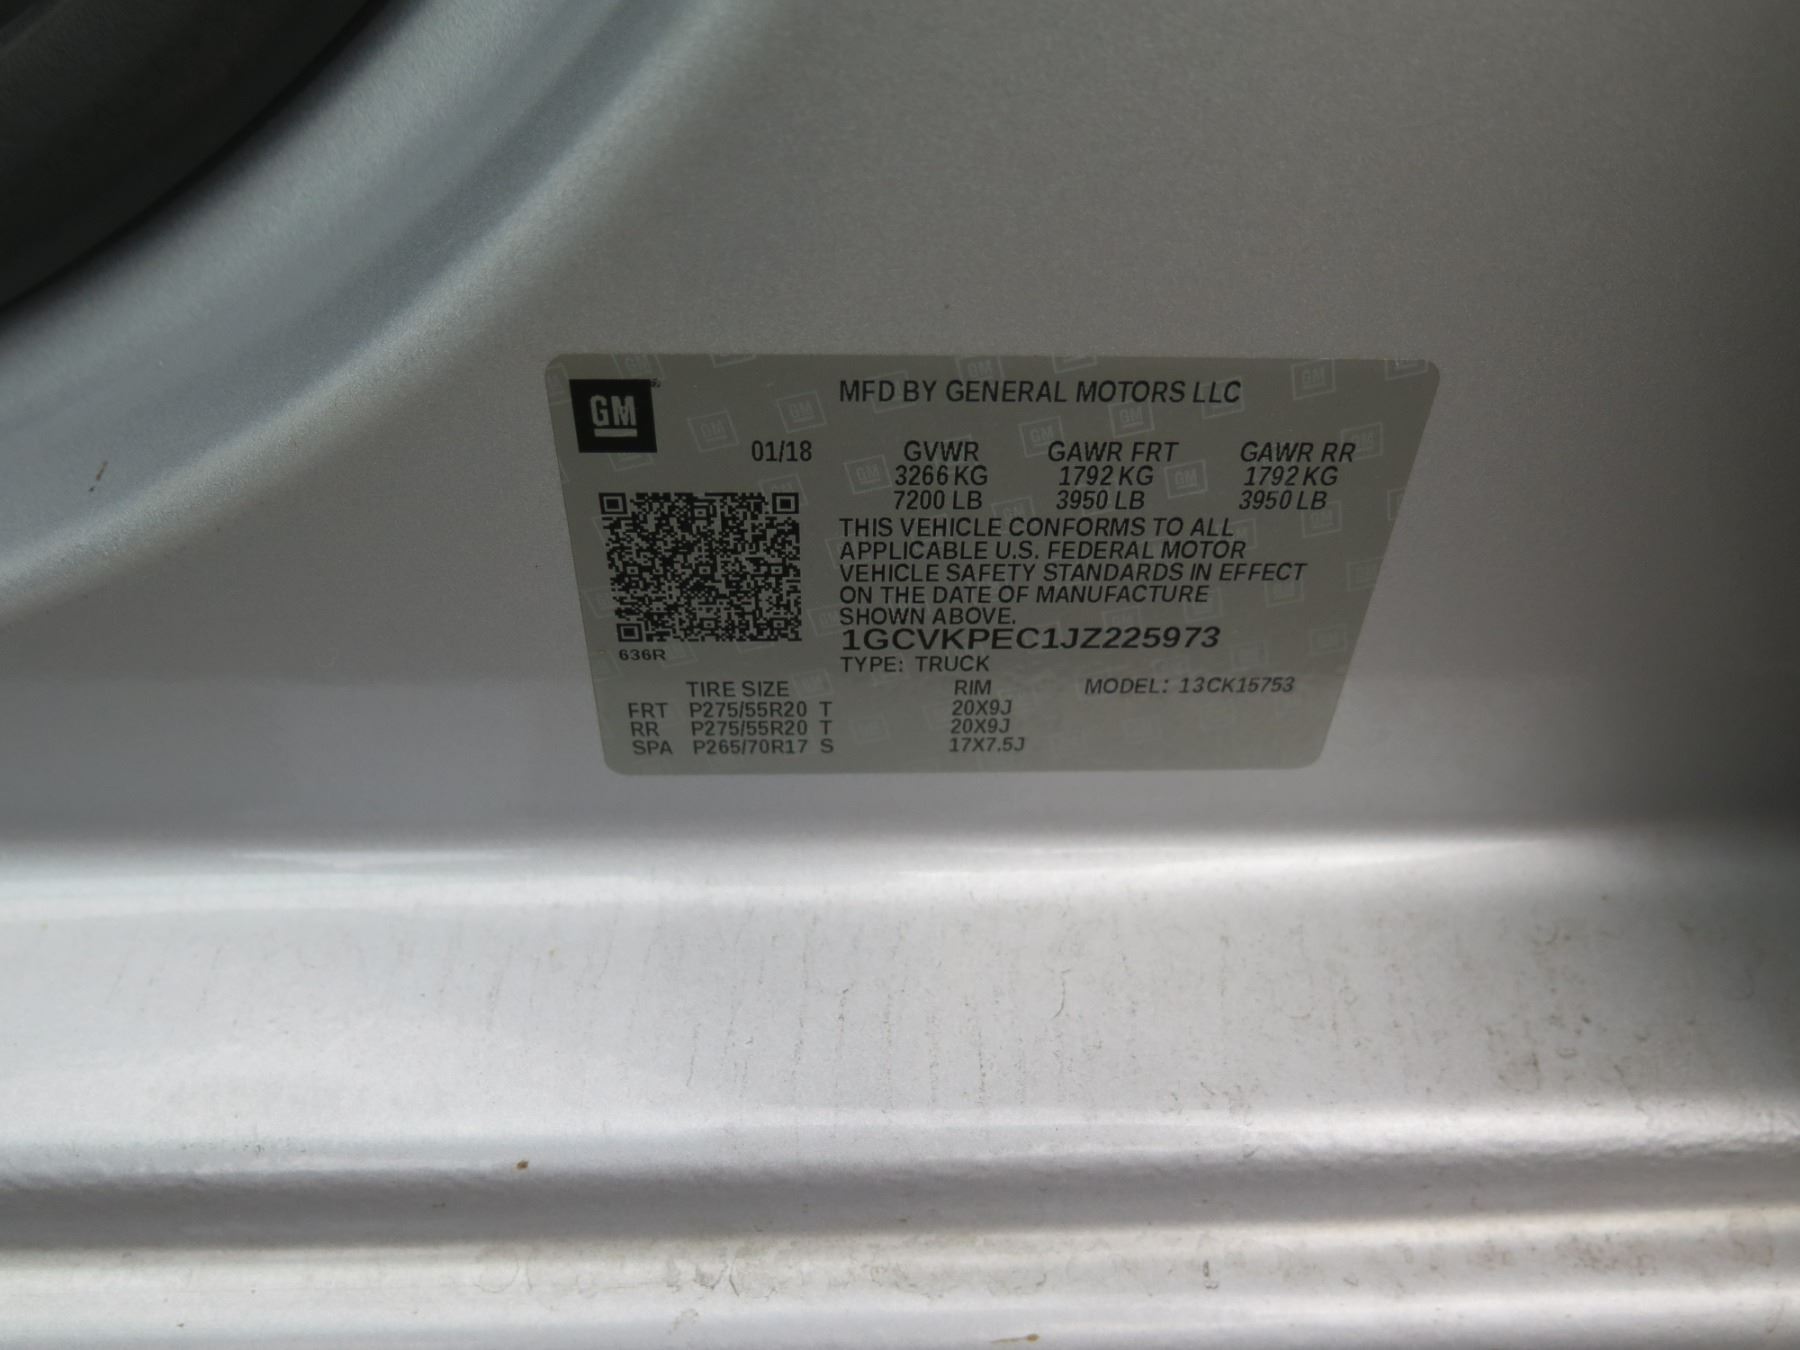 GM
MFD BY GENERAL MOTORS LLC
01/18 GVWR GAWR FRT GAWR RR
3266 KG 1792 KG 1792 KG
7200 LB 3950 LB 3950 LB
THIS VEHICLE CONFORMS TO ALL
APPLICABLE U.S. FEDERAL MOTOR
VEHICLE SAFETY STANDARDS IN EFFECT
ON THE DATE OF MANUFACTURE
SHOWN ABOVE.
1GCVKPEC1JZ225973
636R
TYPE: TRUCK
TIRE SIZE RIM MODEL: 13CK15753
FRT P275/55R20 T 20X9J
RR P275/55R20 T 20X9J
SPA P265/70R17 S 17X7.5J